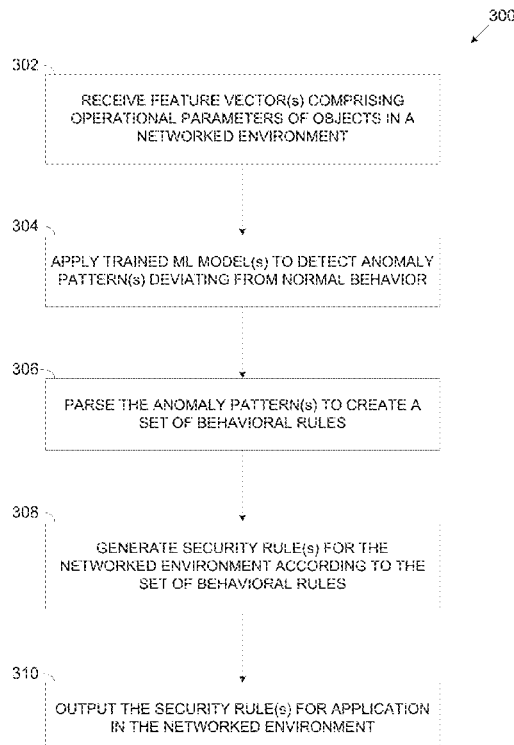 300
302
RECEIVE FEATURE VECTOR(s) COMPRISING
OPERATIONAL PARAMETERS OF OBJECTS IN A
NETWORKED ENVIRONMENT
304
APPLY TRAINED ML MODEL(s) TO DETECT ANOMALY
PATTERN(s) DEVIATING FROM NORMAL BEHAVIOR
306
PARSE THE ANOMALY PATTERN(s) TO CREATE A
SET OF BEHAVIORAL RULES
308
GENERATE SECURITY RULE(s) FOR THE
NETWORKED ENVIRONMENT ACCORDING TO THE
SET OF BEHAVIORAL RULES
310
OUTPUT THE SECURITY RULE(s) FOR APPLICATION
IN THE NETWORKED ENVIRONMENT